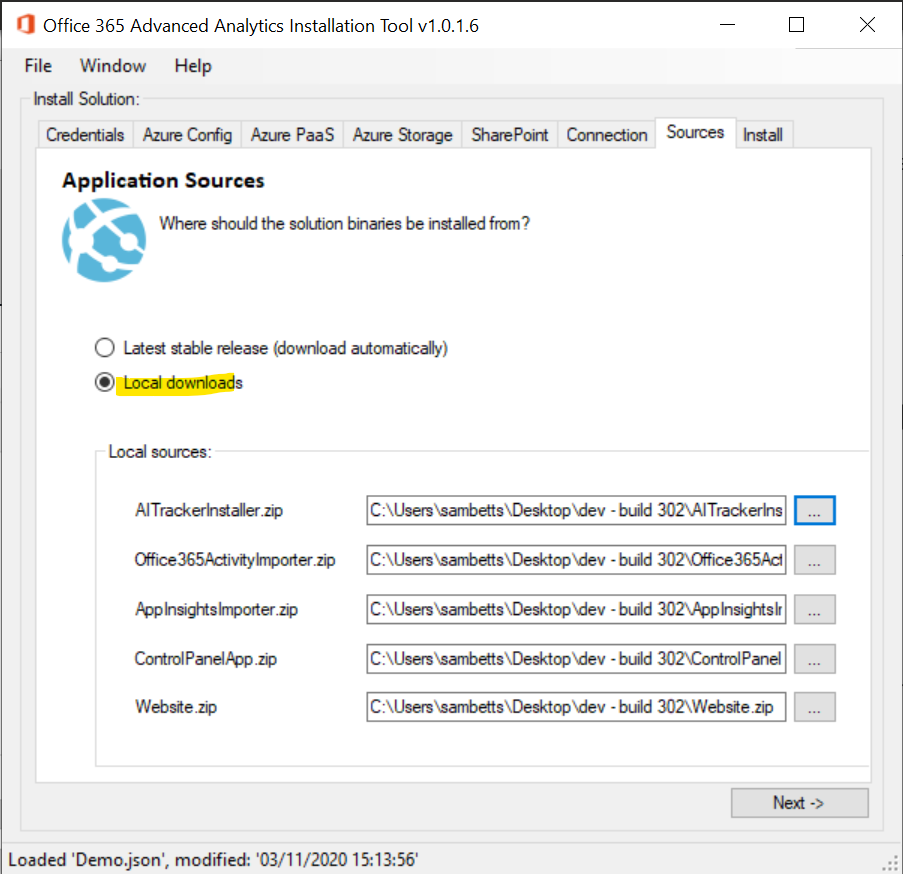 Office 365 Advanced Analytics Installation Tool v1.0.1.6
File Window Help
Install Solution:
Credentials Azure Config Azure PaaS Azure Storage SharePoint Connection Sources Install
Application Sources
Where should the solution binaries be installed from?
Latest stable release (download automatically)
Local downloads
Local sources:
AITrackerInstaller.zip C:\Users\sambetts\Desktop\dev - build 302\AITrackerIns ...
Office365ActivityImporter.zip C:\Users\sambetts\Desktop\dev - build 302\Office365Act ...
AppInsightsImporter.zip C:\Users\sambetts\Desktop\dev - build 302\AppInsightsIr ...
ControlPanelApp.zip C:\Users\sambetts\Desktop\dev - build 302\ControlPanel ...
Website.zip C:\Users\sambetts\Desktop\dev - build 302\Website.zip ...
Next ->
Loaded 'Demo.json', modified: '03/11/2020 15:13:56'